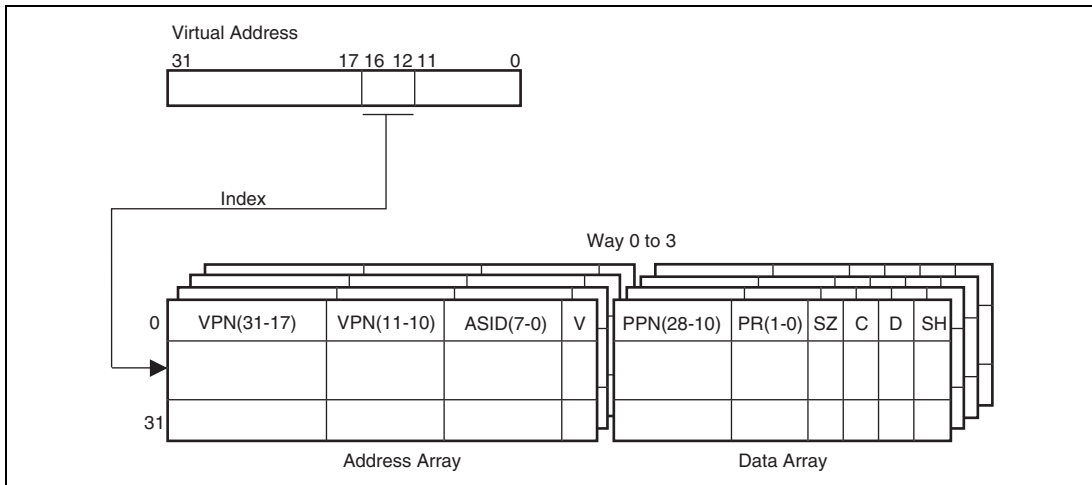 Virtual Address
31 17 16 12 11 0
Index
Way 0 to 3
0 VPN(31-17) VPN(11-10) ASID(7-0) V PPN(28-10) PR(1-0) SZ C D SH
31
Address Array Data Array